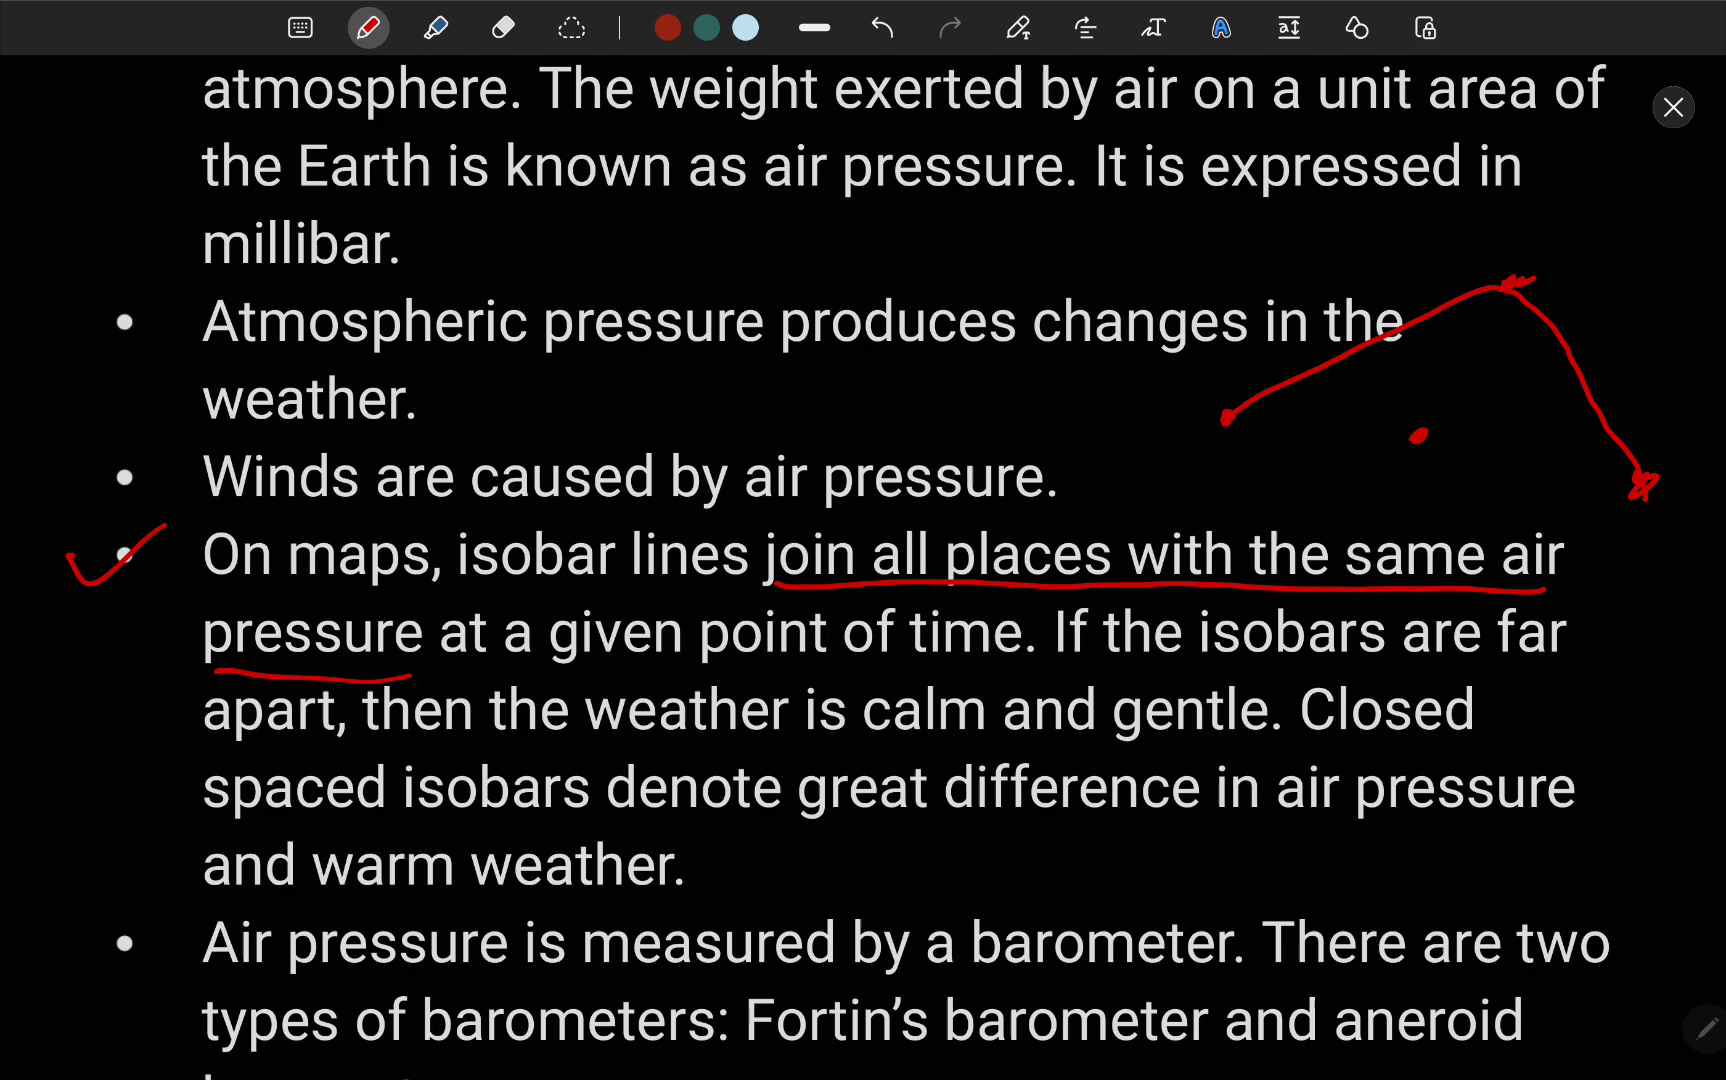 atmosphere. The weight exerted by air on a unit area of
the Earth is known as air pressure. It is expressed in
millibar.
• Atmospheric pressure produces changes in the
weather.
• Winds are caused by air pressure.
• On maps, isobar lines join all places with the same air
pressure at a given point of time. If the isobars are far
apart, then the weather is calm and gentle. Closed
spaced isobars denote great difference in air pressure
and warm weather.
• Air pressure is measured by a barometer. There are two
types of barometers: Fortin’s barometer and aneroid